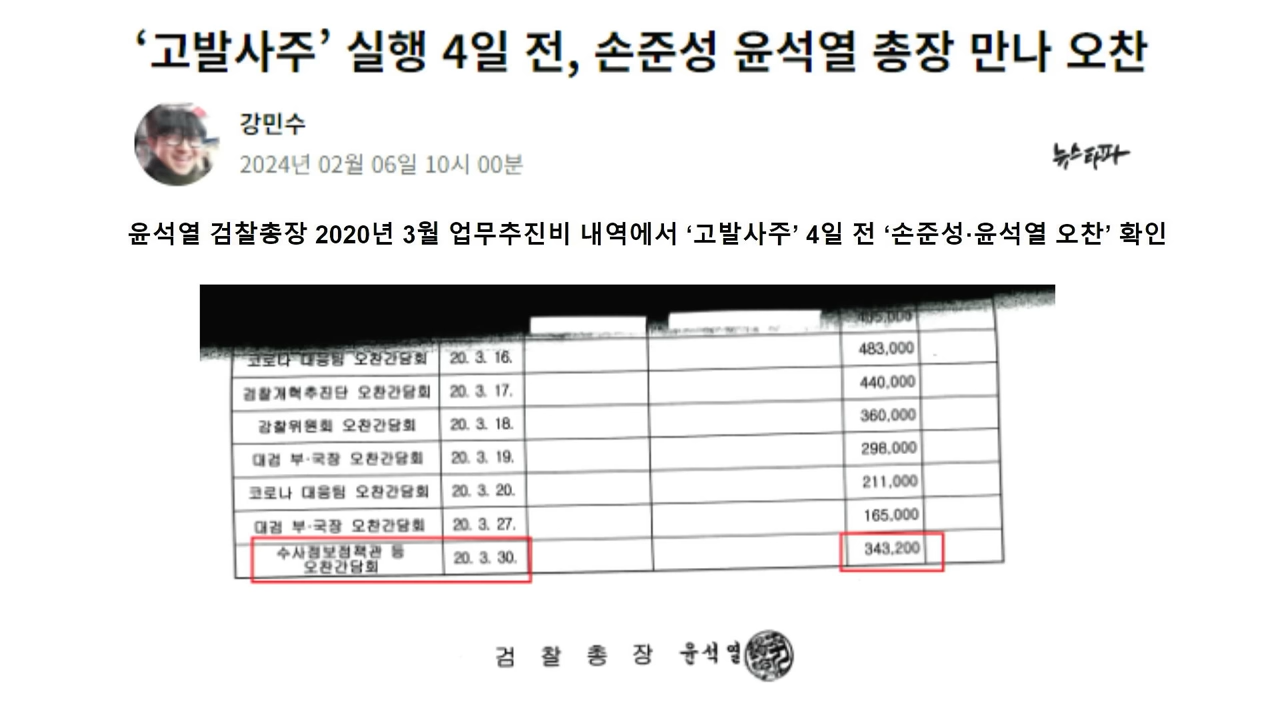 ‘고발사주’ 실행 4일 전, 손준성 윤석열 총장 만나 오찬
강민수
2024년 02월 06일 10시 00분
뉴스타파
윤석열 검찰총장 2020년 3월 업무추진비 내역에서 ‘고발사주’ 4일 전 ‘손준성·윤석열 오찬’ 확인
코로나 대응팀 오찬간담회 20. 3. 16. 483,000
검찰개혁추진단 오찬간담회 20. 3. 17. 440,000
감찰위원회 오찬간담회 20. 3. 18. 360,000
대검 부·국장 오찬간담회 20. 3. 19. 298,000
코로나 대응팀 오찬간담회 20. 3. 20. 211,000
대검 부·국장 오찬간담회 20. 3. 27. 165,000
수사정보정책관 등
오찬간담회 20. 3. 30. 343,200
검 찰 총 장 윤석열